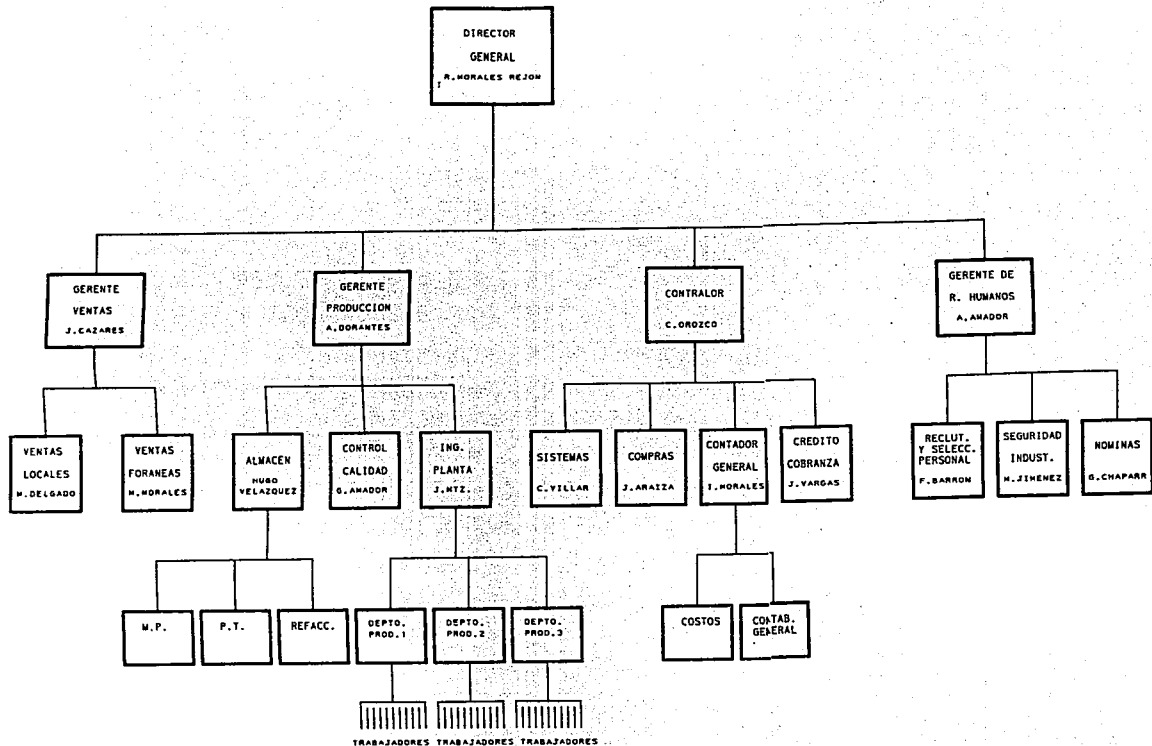 DIRECTOR
GENERAL
R.MORALES REJON
GERENTE
VENTAS
J.CAZARES
GERENTE
PRODUCCION
A.DORANTES
CONTRALOR
C.OROZCO
GERENTE DE
R. HUMANOS
A.AMADOR
VENTAS
LOCALES
M.DELGADO
VENTAS
FORANEAS
M.MORALES
ALMACEN
HUGO
VELAZQUEZ
CONTROL
CALIDAD
G.AMADOR
ING.
PLANTA
J.MTZ.
SISTEMAS
C.VILLAR
COMPRAS
J.ARAIZA
CONTADOR
GENERAL
I.MORALES
CREDITO
COBRANZA
J.VARGAS
RECLUT.
Y SELECC.
PERSONAL
F.BARRON
SEGURIDAD
INDUST.
M.JIMENEZ
NOMINAS
G.CHAPARR
M.P.
P.T.
REFACC.
DEPTO.
PROD.1
DEPTO.
PROD.2
DEPTO.
PROD.3
COSTOS
CONTAB.
GENERAL
TRABAJADORES TRABAJADORES TRABAJADORES